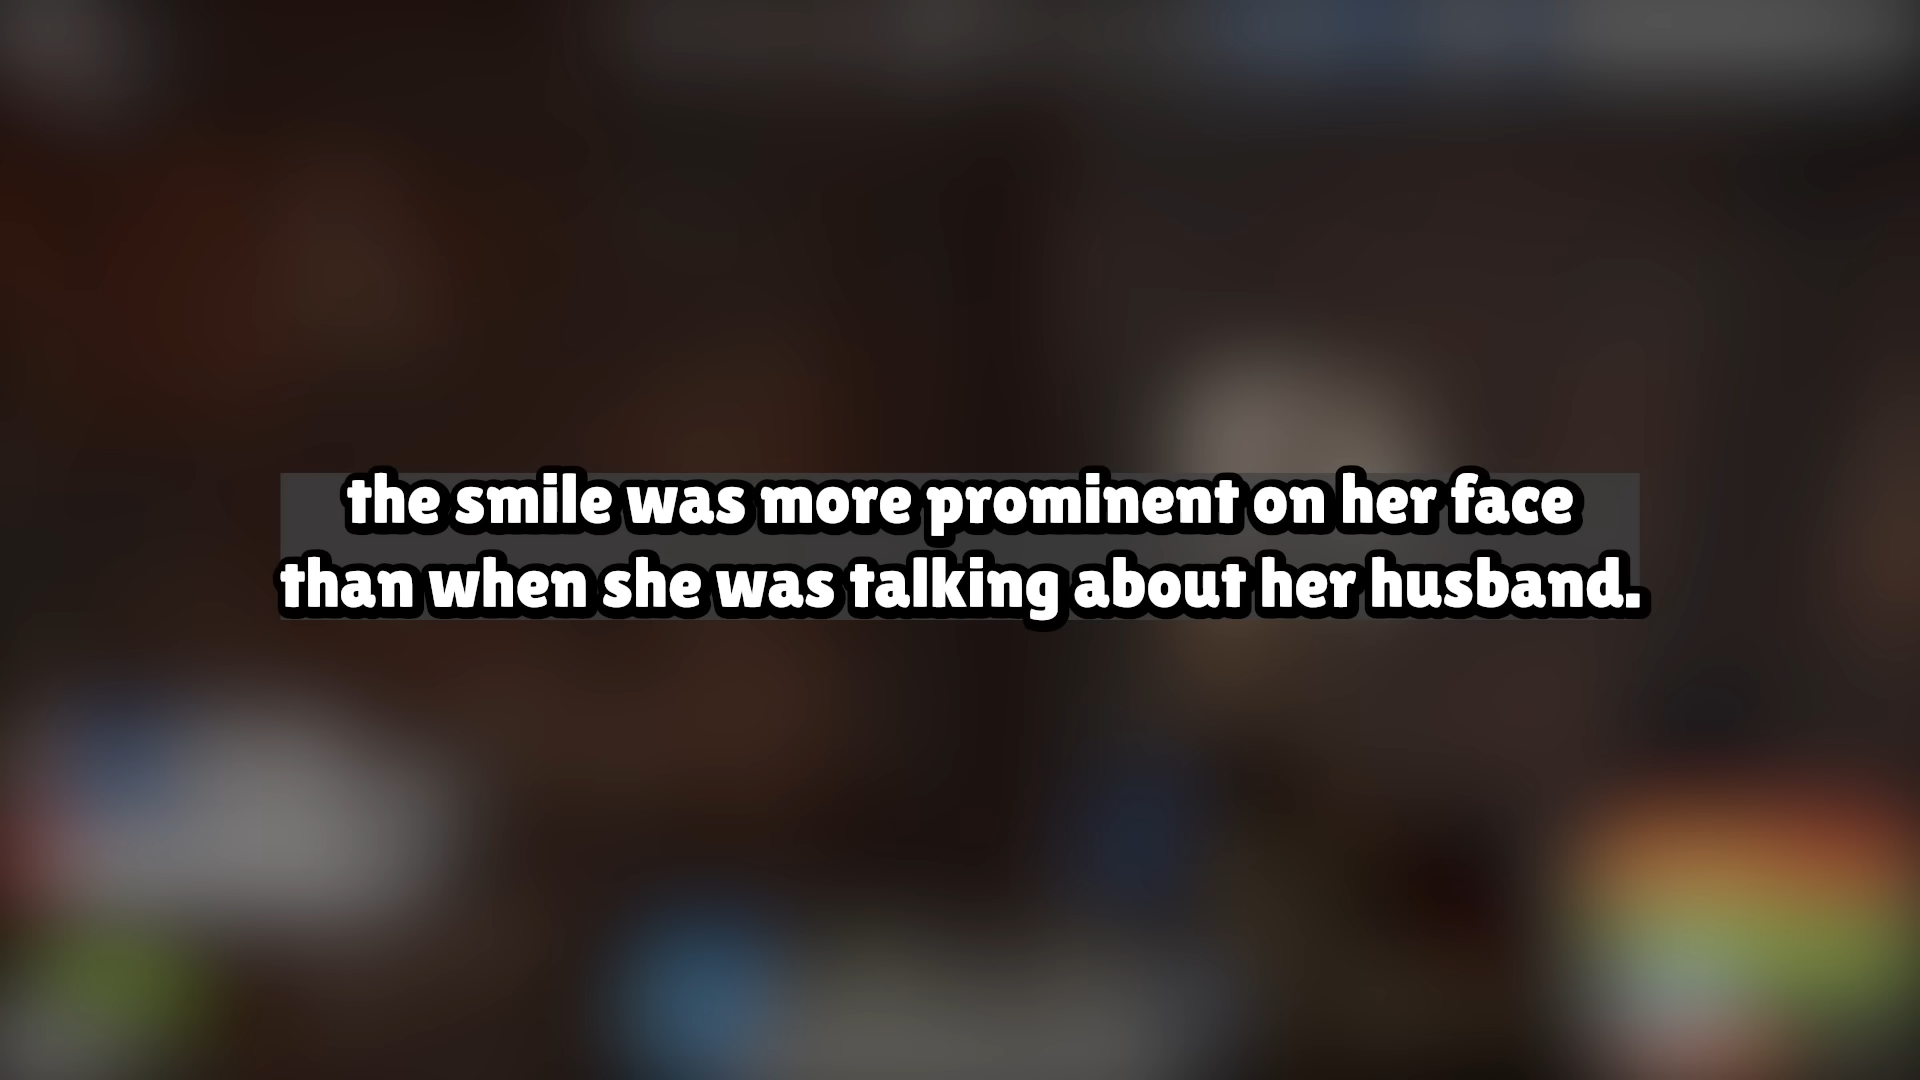 the smile was more prominent on her face
than when she was talking about her husband.